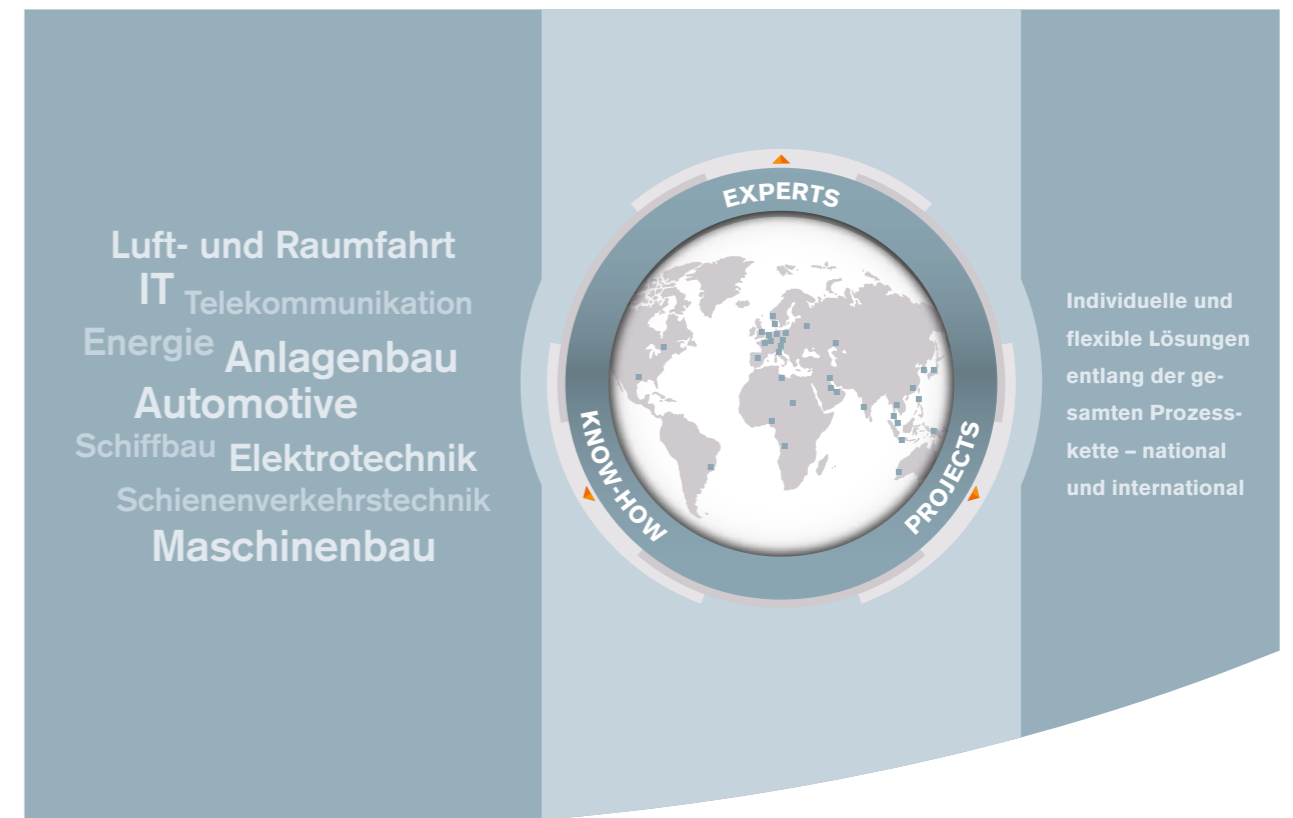 Luft- und Raumfahrt
IT Telekommunikation
Energie Anlagenbau
Automotive
Schiffbau Elektrotechnik
Schienenverkehrstechnik
Maschinenbau
EXPERTS
KNOW-HOW
PROJECTS
Individuelle und
flexible Lösungen
entlang der ge-
samten Prozess-
kette – national
und international